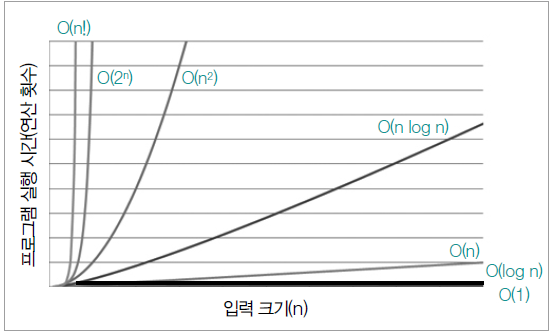 O(n!)
O(2ⁿ)
O(n²)
O(n log n)
O(n)
O(log n)
O(1)
프로그램 실행 시간(연산 횟수)
입력 크기(n)